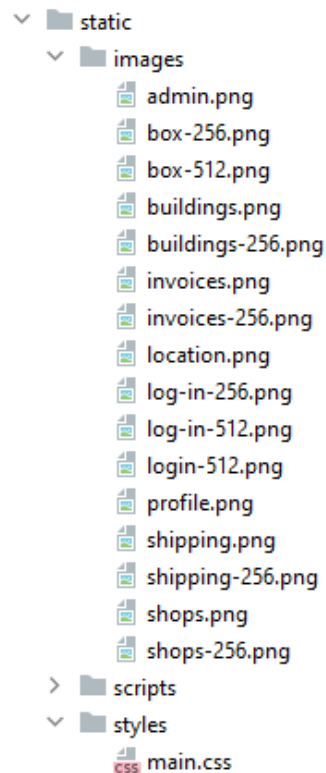 static
images
admin.png
box-256.png
box-512.png
buildings.png
buildings-256.png
invoices.png
invoices-256.png
location.png
log-in-256.png
log-in-512.png
login-512.png
profile.png
shipping.png
shipping-256.png
shops.png
shops-256.png
scripts
styles
css main.css